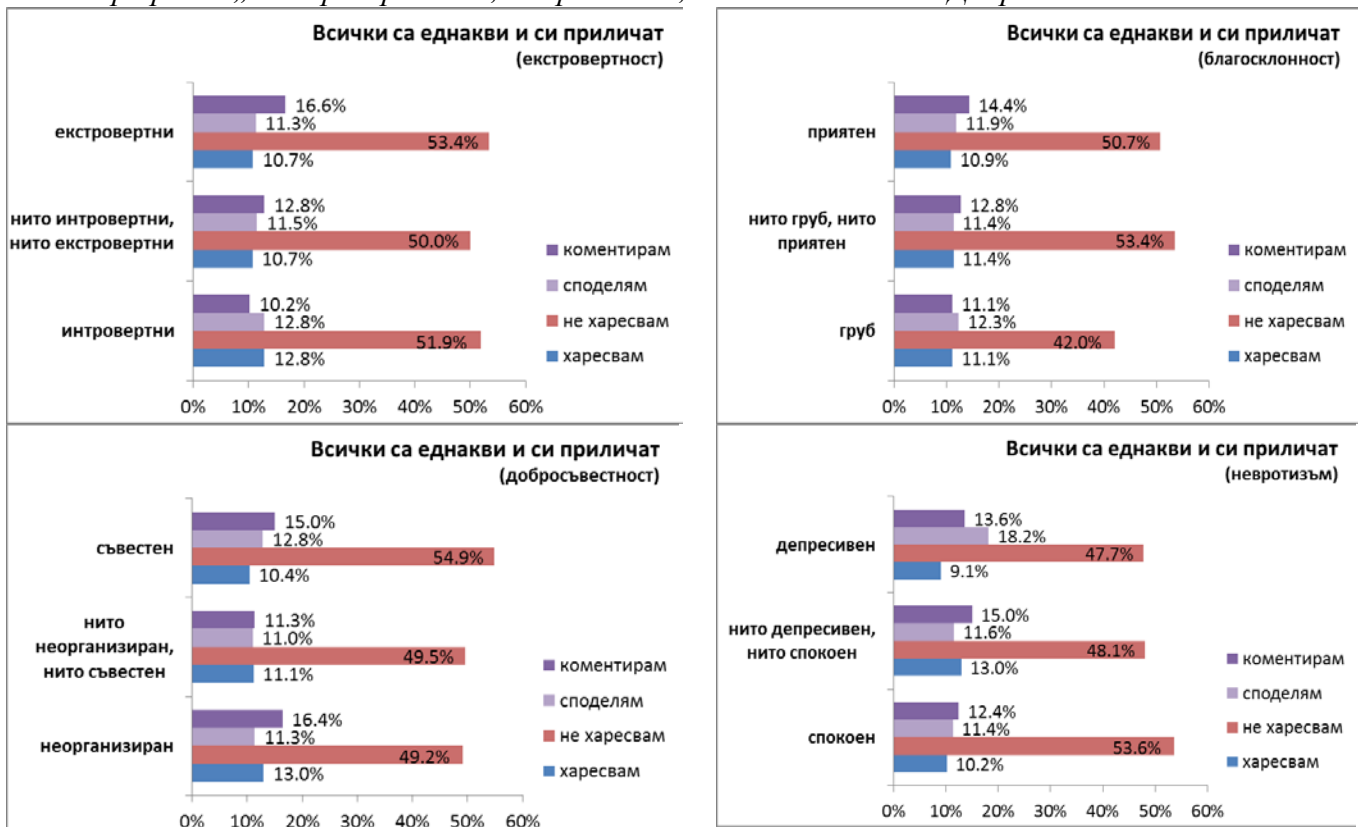 Всички са еднакви и си приличат
(екстровертност)
екстровертни
16.6%
11.3%
53.4%
10.7%
нито интровертни,
нито екстровертни
12.8%
11.5%
50.0%
10.7%
интровертни
10.2%
12.8%
51.9%
12.8%
коментирам
споделям
не харесвам
харесвам
0% 10% 20% 30% 40% 50% 60%
Всички са еднакви и си приличат
(благосклонност)
приятен
14.4%
11.9%
50.7%
10.9%
нито груб, нито
приятен
12.8%
11.4%
53.4%
11.4%
груб
11.1%
12.3%
42.0%
11.1%
коментирам
споделям
не харесвам
харесвам
0% 10% 20% 30% 40% 50% 60%
Всички са еднакви и си приличат
(добросъвестност)
съвестен
15.0%
12.8%
54.9%
10.4%
нито
неорганизиран,
нито съвестен
11.3%
11.0%
49.5%
11.1%
неорганизиран
16.4%
11.3%
49.2%
13.0%
коментирам
споделям
не харесвам
харесвам
0% 10% 20% 30% 40% 50% 60%
Всички са еднакви и си приличат
(невротизъм)
депресивен
13.6%
18.2%
47.7%
9.1%
нито депресивен,
нито спокоен
15.0%
11.6%
48.1%
13.0%
спокоен
12.4%
11.4%
53.6%
10.2%
коментирам
споделям
не харесвам
харесвам
0% 10% 20% 30% 40% 50% 60%